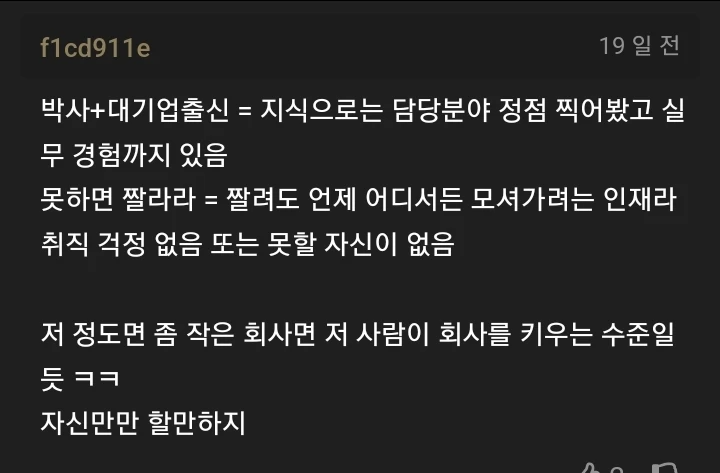 f1cd911e
19 일 전
박사+대기업출신 = 지식으로는 담당분야 정점 찍어봤고 실
무 경험까지 있음
못하면 짤라라 = 짤려도 언제 어디서든 모셔가려는 인재라
취직 걱정 없음 또는 못할 자신이 없음
저 정도면 좀 작은 회사면 저 사람이 회사를 키우는 수준일
듯 ㅋㅋ
자신만만 할만하지